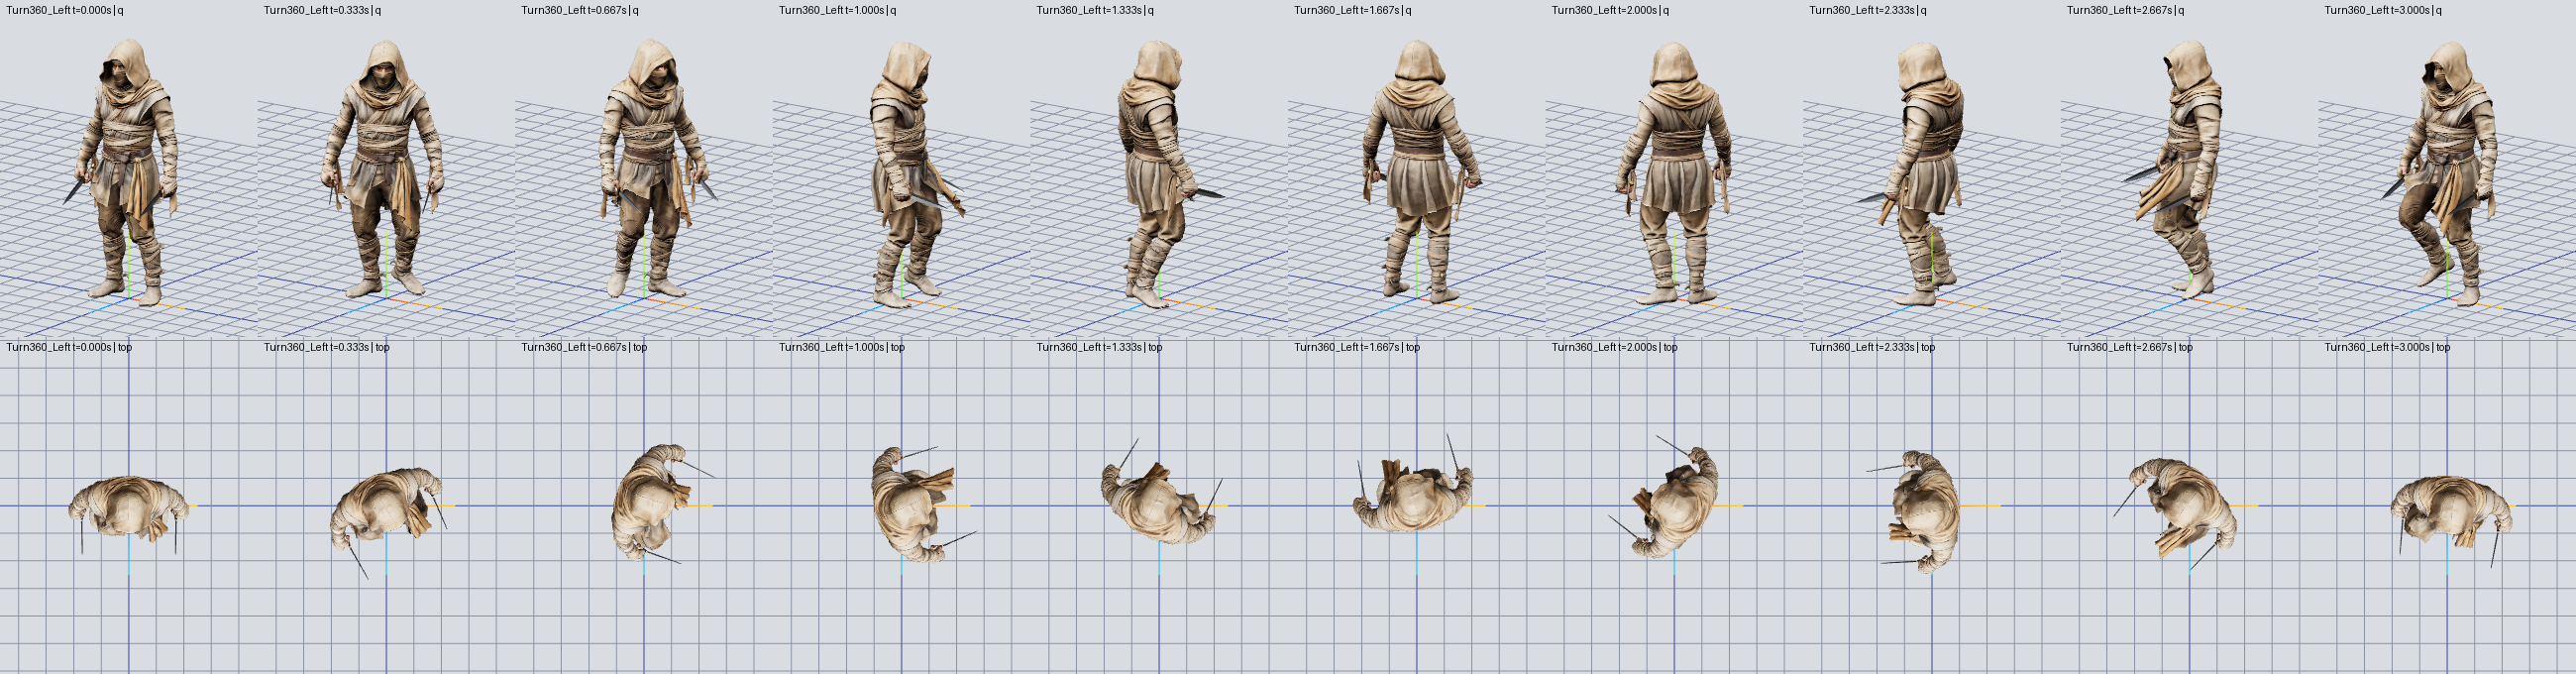 Turn360_Left t=0.000s | q
Turn360_Left t=0.333s | q
Turn360_Left t=0.667s | q
Turn360_Left t=1.000s | q
Turn360_Left t=1.333s | q
Turn360_Left t=1.667s | q
Turn360_Left t=2.000s | q
Turn360_Left t=2.333s | q
Turn360_Left t=2.667s | q
Turn360_Left t=3.000s | q
Turn360_Left t=0.000s | top
Turn360_Left t=0.333s | top
Turn360_Left t=0.667s | top
Turn360_Left t=1.000s | top
Turn360_Left t=1.333s | top
Turn360_Left t=1.667s | top
Turn360_Left t=2.000s | top
Turn360_Left t=2.333s | top
Turn360_Left t=2.667s | top
Turn360_Left t=3.000s | top